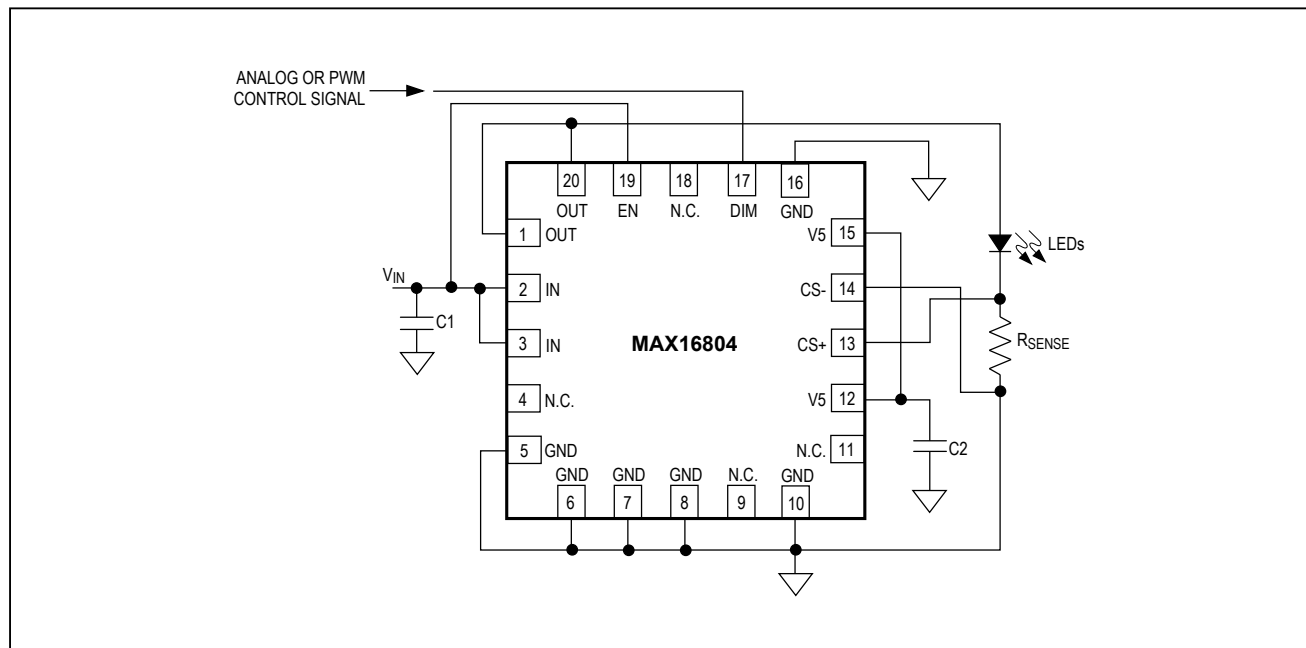 ANALOG OR PWM
CONTROL SIGNAL
20 19 18 17 16
OUT EN N.C. DIM GND
1 OUT
V5 15
VIN
2 IN
CS- 14
LEDs
C1
3 IN
MAX16804
CS+ 13
RSENSE
4 N.C.
V5 12
5 GND
N.C. 11
C2
GND GND GND N.C. GND
6 7 8 9 10